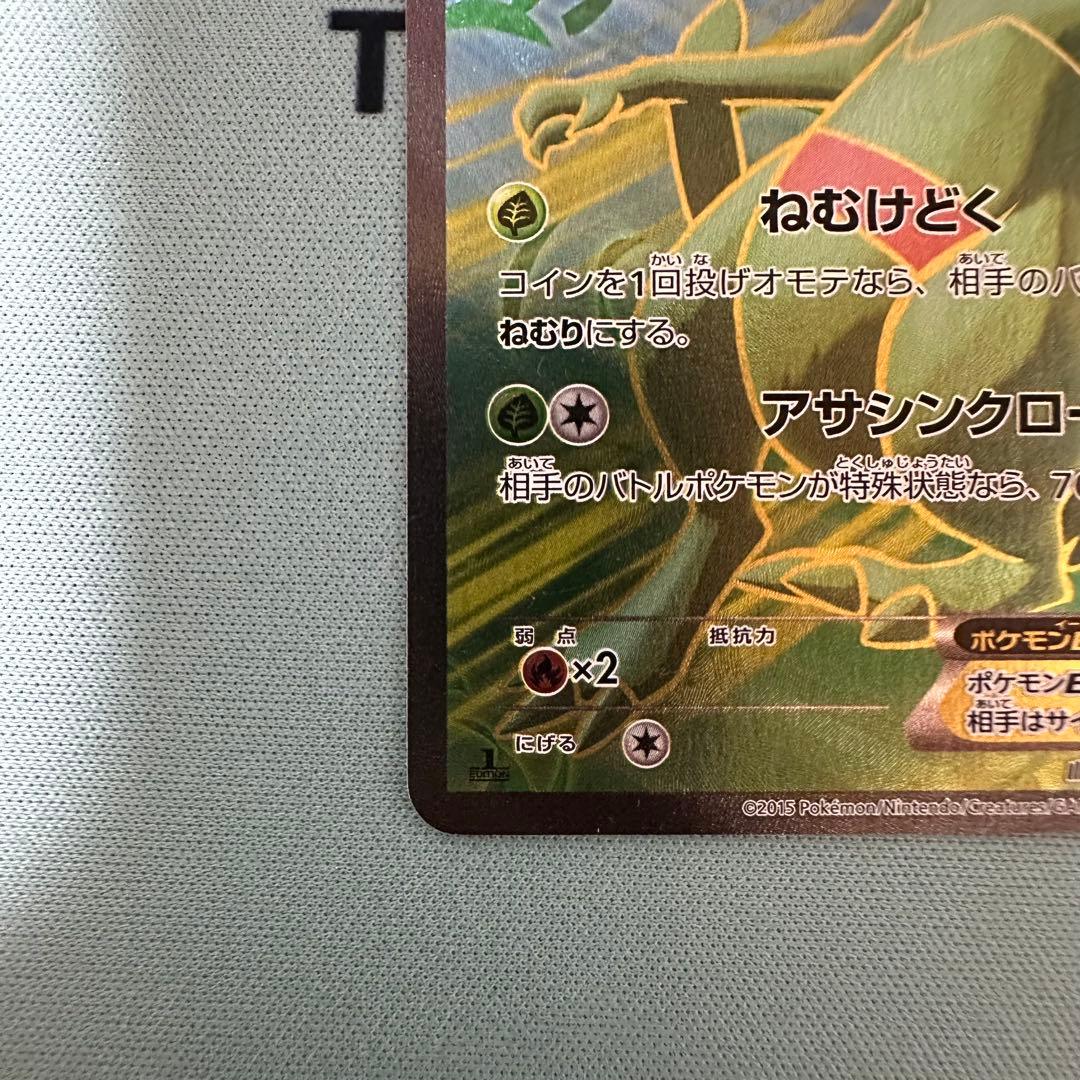 T
ねむけどく
コインを1回投げオモテなら、相手のバ
ねむりにする。
アサシンクロー
相手のバトルポケモンが特殊状態なら、70
弱点
抵抗力
×2
ポケモン
ポケモンE
相手はサイ
にげる
1
EDITION
©2015 Pokémon/Nintendo/Creatures/G